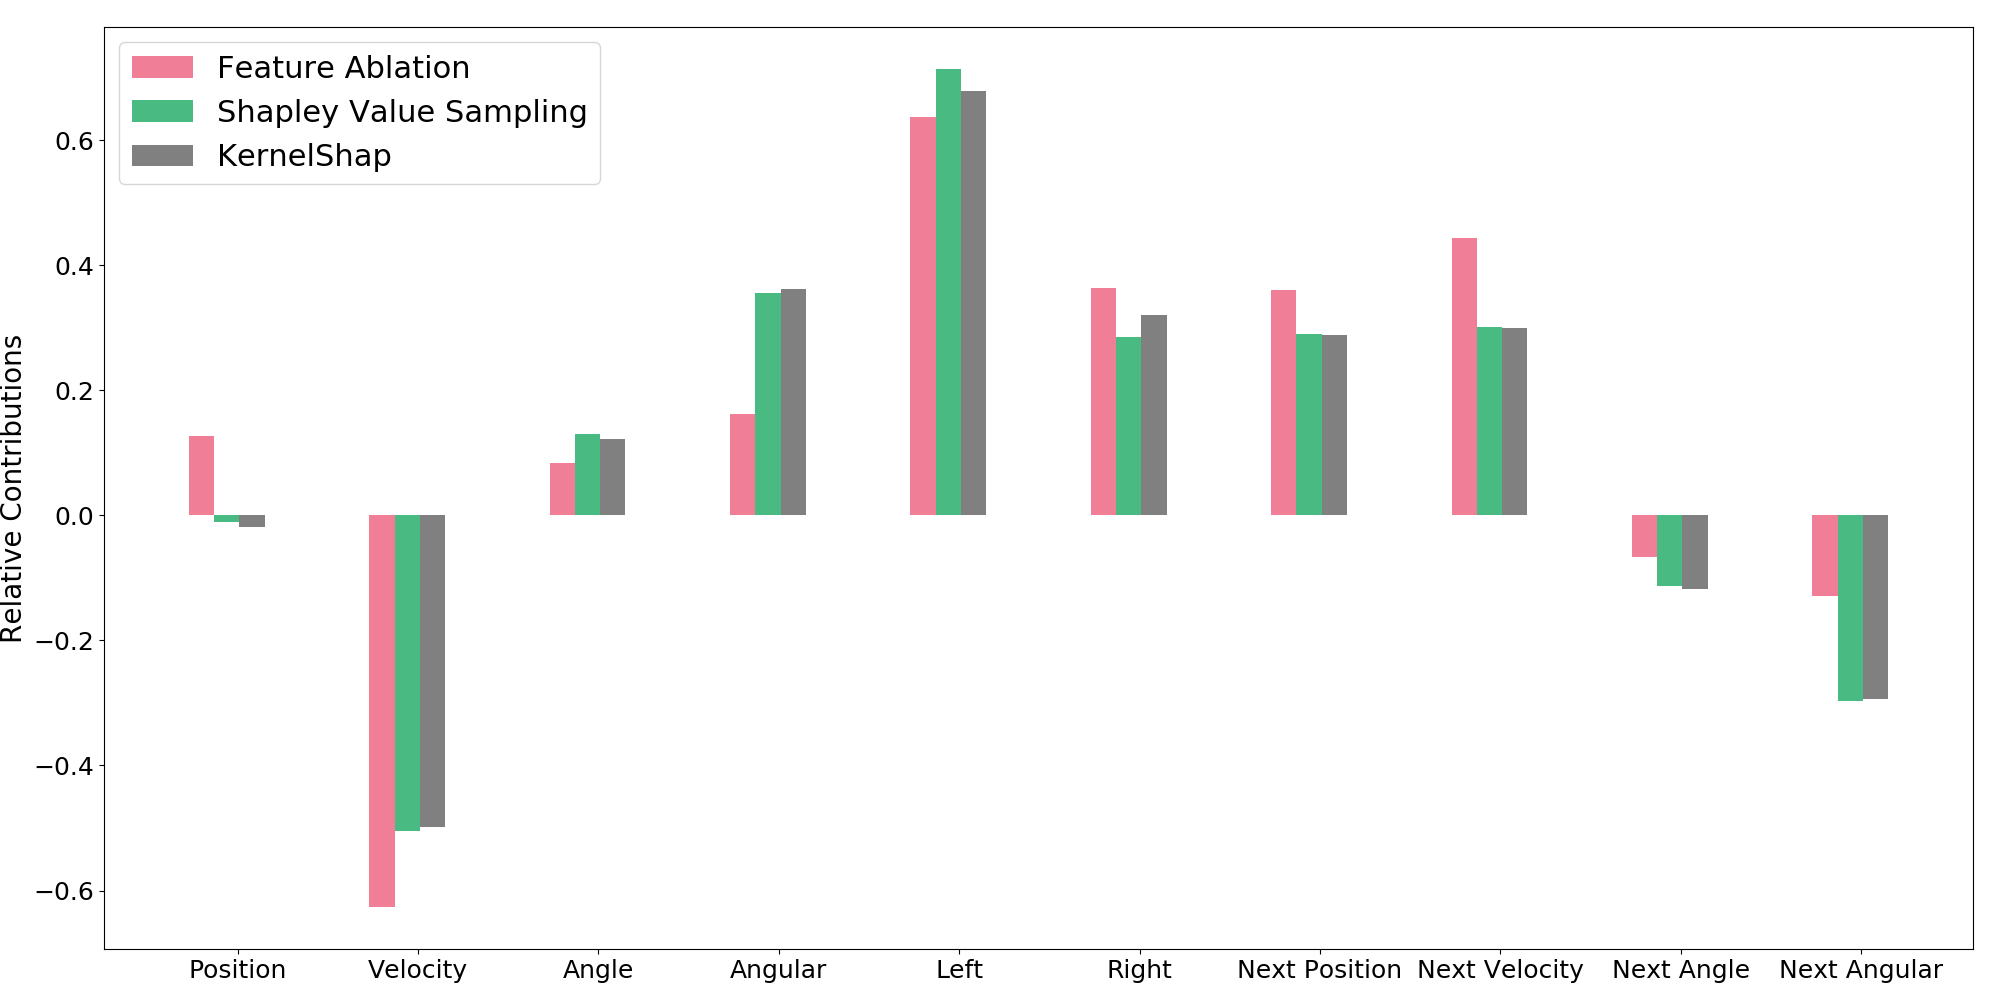 Feature Ablation
Shapley Value Sampling
KernelShap
Relative Contributions
0.6
0.4
0.2
0.0
−0.2
−0.4
−0.6
Position Velocity Angle Angular Left Right Next Position Next Velocity Next Angle Next Angular